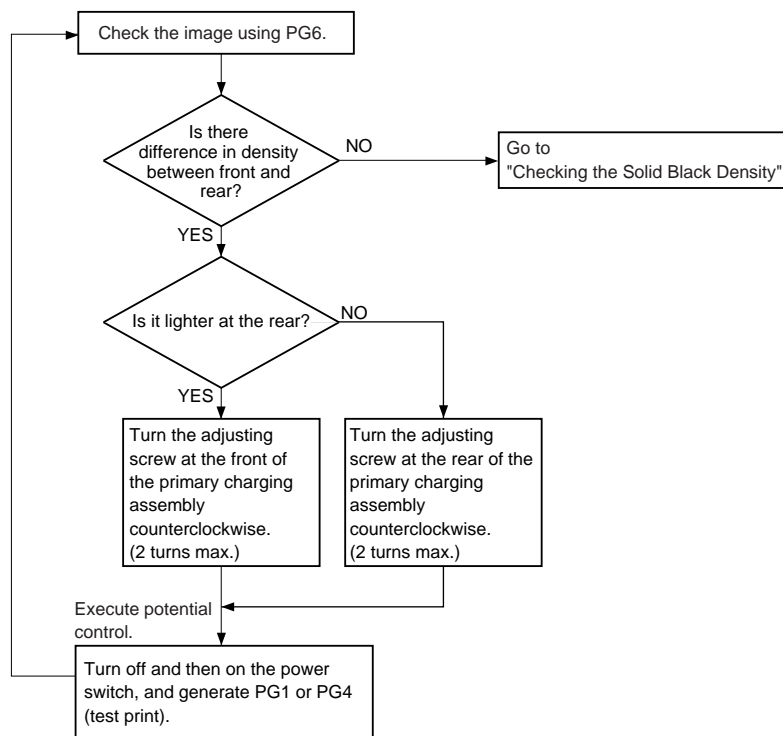 Check the image using PG6.
Is there
difference in density
between front and
rear?
NO
Go to
"Checking the Solid Black Density"
YES
Is it lighter at the rear?
NO
YES
Turn the adjusting
screw at the front of
the primary charging
assembly
counterclockwise.
(2 turns max.)
Turn the adjusting
screw at the rear of the
primary charging
assembly
counterclockwise.
(2 turns max.)
Execute potential
control.
Turn off and then on the power
switch, and generate PG1 or PG4
(test print).